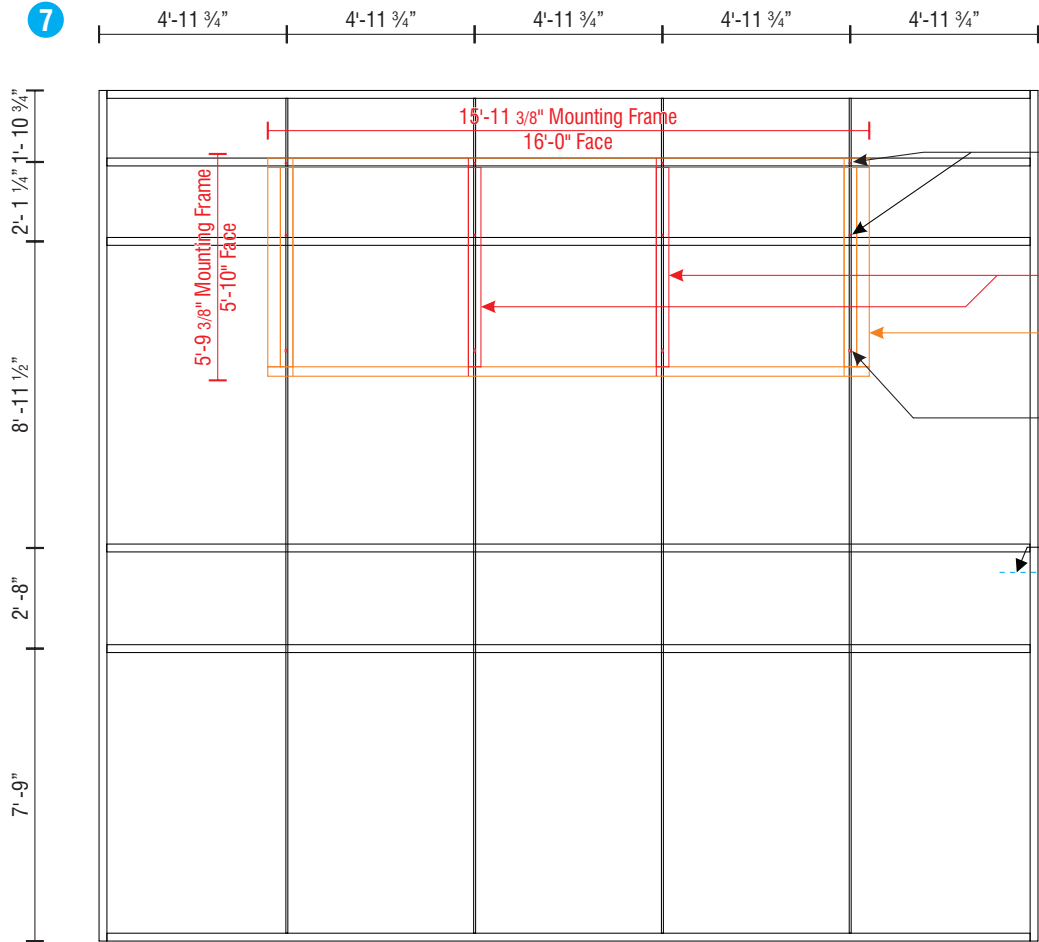 7
4'-11 ¾”
4'-11 ¾”
4'-11 ¾”
4'-11 ¾”
4'-11 ¾”
1'- 10 ¾”
2'- 1 ¼”
8' -11 ½”
2' -8”
7' -9”
15'-11 3/8" Mounting Frame
16'-0" Face
5'-9 3/8" Mounting Frame
5'-10" Face